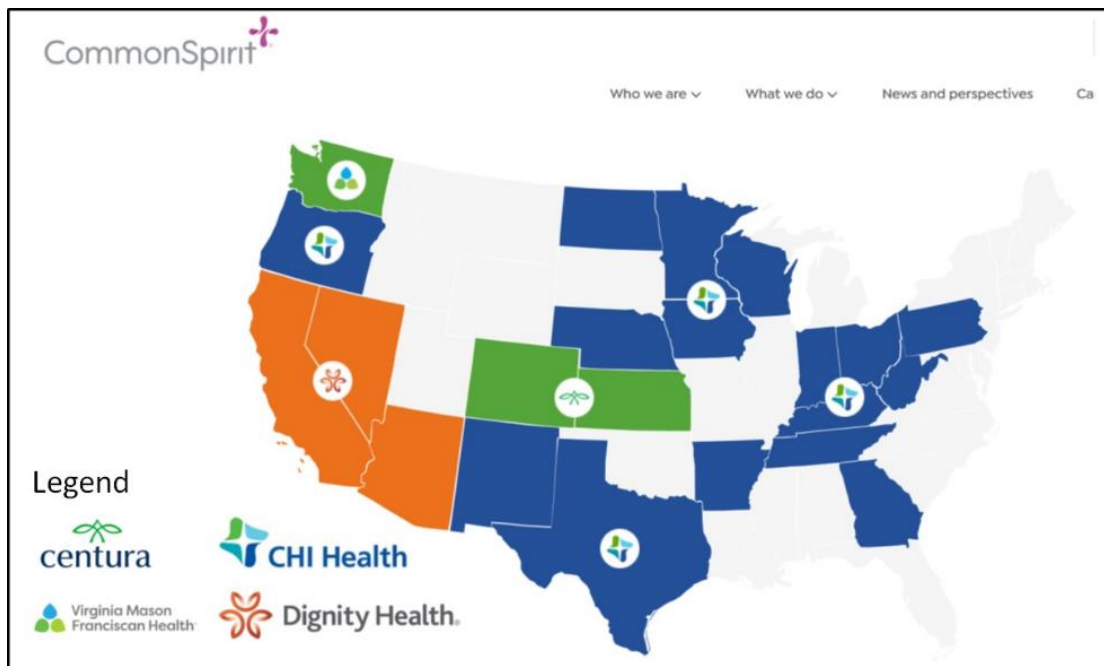 CommonSpirit
Who we are What we do News and perspectives Ca
Legend
centura
CHI Health
Virginia Mason
Franciscan Health
Dignity Health